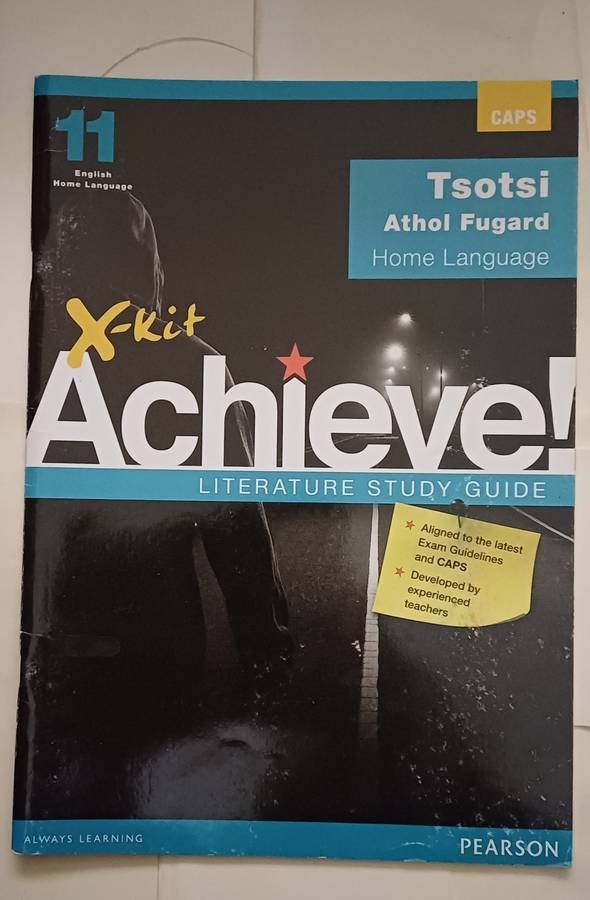 11
English
Home Language
CAPS
Tsotsi
Athol Fugard
Home Language
X-Kit
Achieve!
LITERATURE STUDY GUIDE
Aligned to the latest
Exam Guidelines
and CAPS
Developed by
experienced
teachers
ALWAYS LEARNING
PEARSON